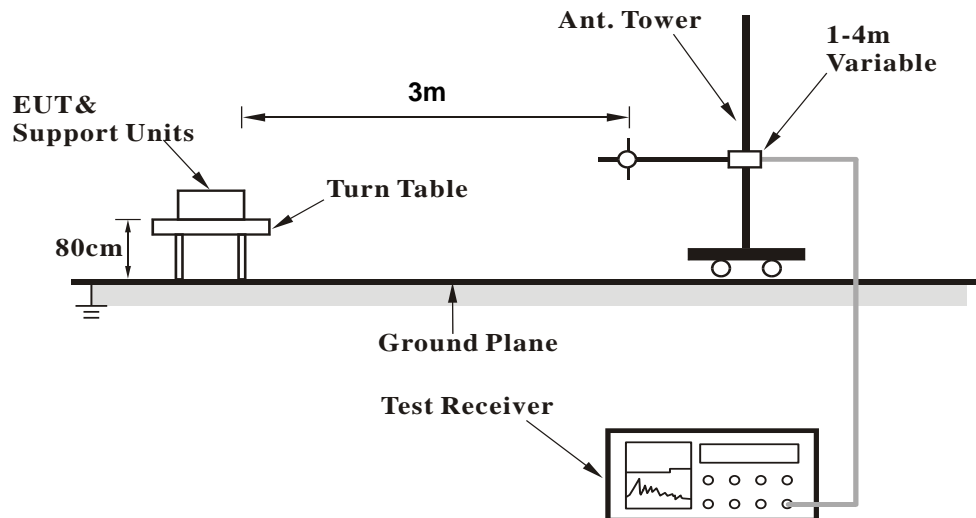 Ant. Tower
1-4m
Variable
3m
EUT&
Support Units
Turn Table
80cm
Ground Plane
Test Receiver